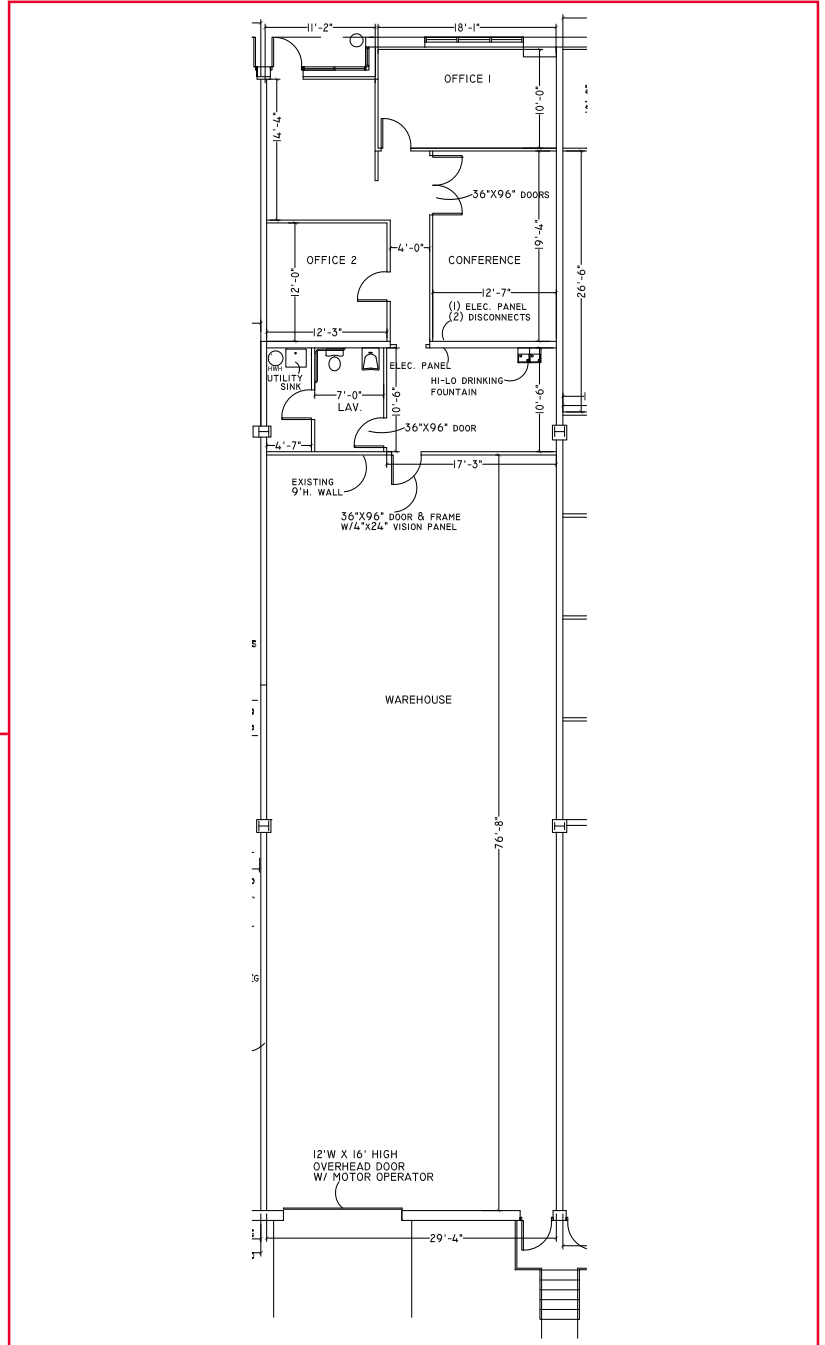 11'-2"
18'-1"
OFFICE 1
10'-0"
14'-4"
36"X96" DOORS
4'-0"
19'-4"
OFFICE 2
CONFERENCE
12'-0"
26'-6"
12'-7"
(1) ELEC. PANEL
(2) DISCONNECTS
12'-3"
ELEC. PANEL
HWH
UTILITY
SINK
HI-LO DRINKING
FOUNTAIN
7'-0"
LAV.
10'-6"
10'-6"
36"X96" DOOR
4'-7"
17'-3"
EXISTING
9'H. WALL
36"X96" DOOR & FRAME
W/4"X24" VISION PANEL
WAREHOUSE
76'-8"
12'W X 16' HIGH
OVERHEAD DOOR
W/ MOTOR OPERATOR
29'-4"